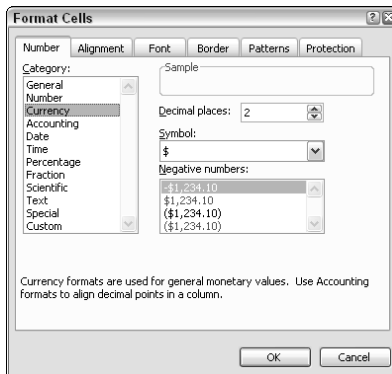 Format Cells
Number Alignment Font Border Patterns Protection
Category:
General
Number
Currency
Accounting
Date
Time
Percentage
Fraction
Scientific
Text
Special
Custom
Sample
Decimal places: 2
Symbol:
$
Negative numbers:
-$1,234.10
$1,234.10
($1,234.10)
($1,234.10)
Currency formats are used for general monetary values. Use Accounting
formats to align decimal points in a column.
OK Cancel